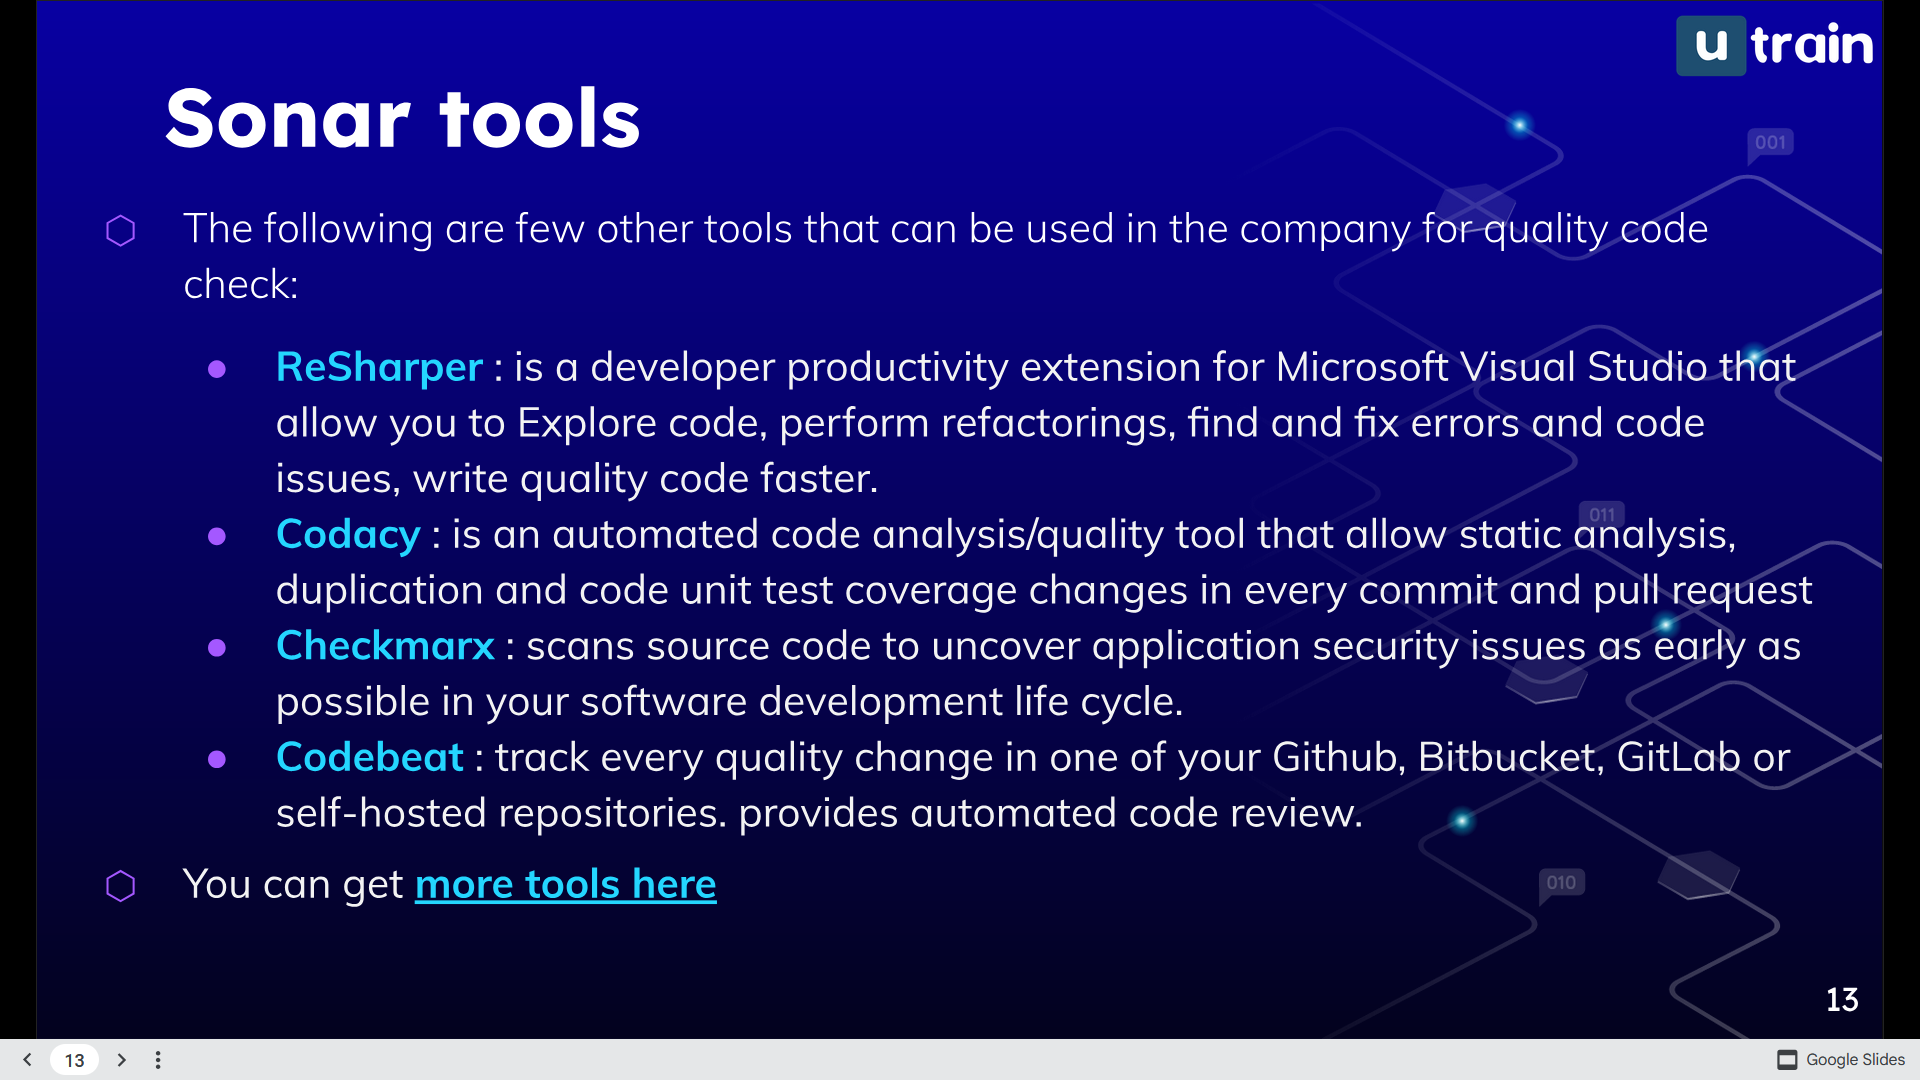 u train
Sonar tools
001
The following are few other tools that can be used in the company for quality code
check:
ReSharper : is a developer productivity extension for Microsoft Visual Studio that
allow you to Explore code, perform refactorings, find and fix errors and code
issues, write quality code faster.
011
Codacy : is an automated code analysis/quality tool that allow static analysis,
duplication and code unit test coverage changes in every commit and pull request
Checkmarx : scans source code to uncover application security issues as early as
possible in your software development life cycle.
Codebeat : track every quality change in one of your Github, Bitbucket, GitLab or
self-hosted repositories. provides automated code review.
You can get more tools here
010
13
13
Google Slides